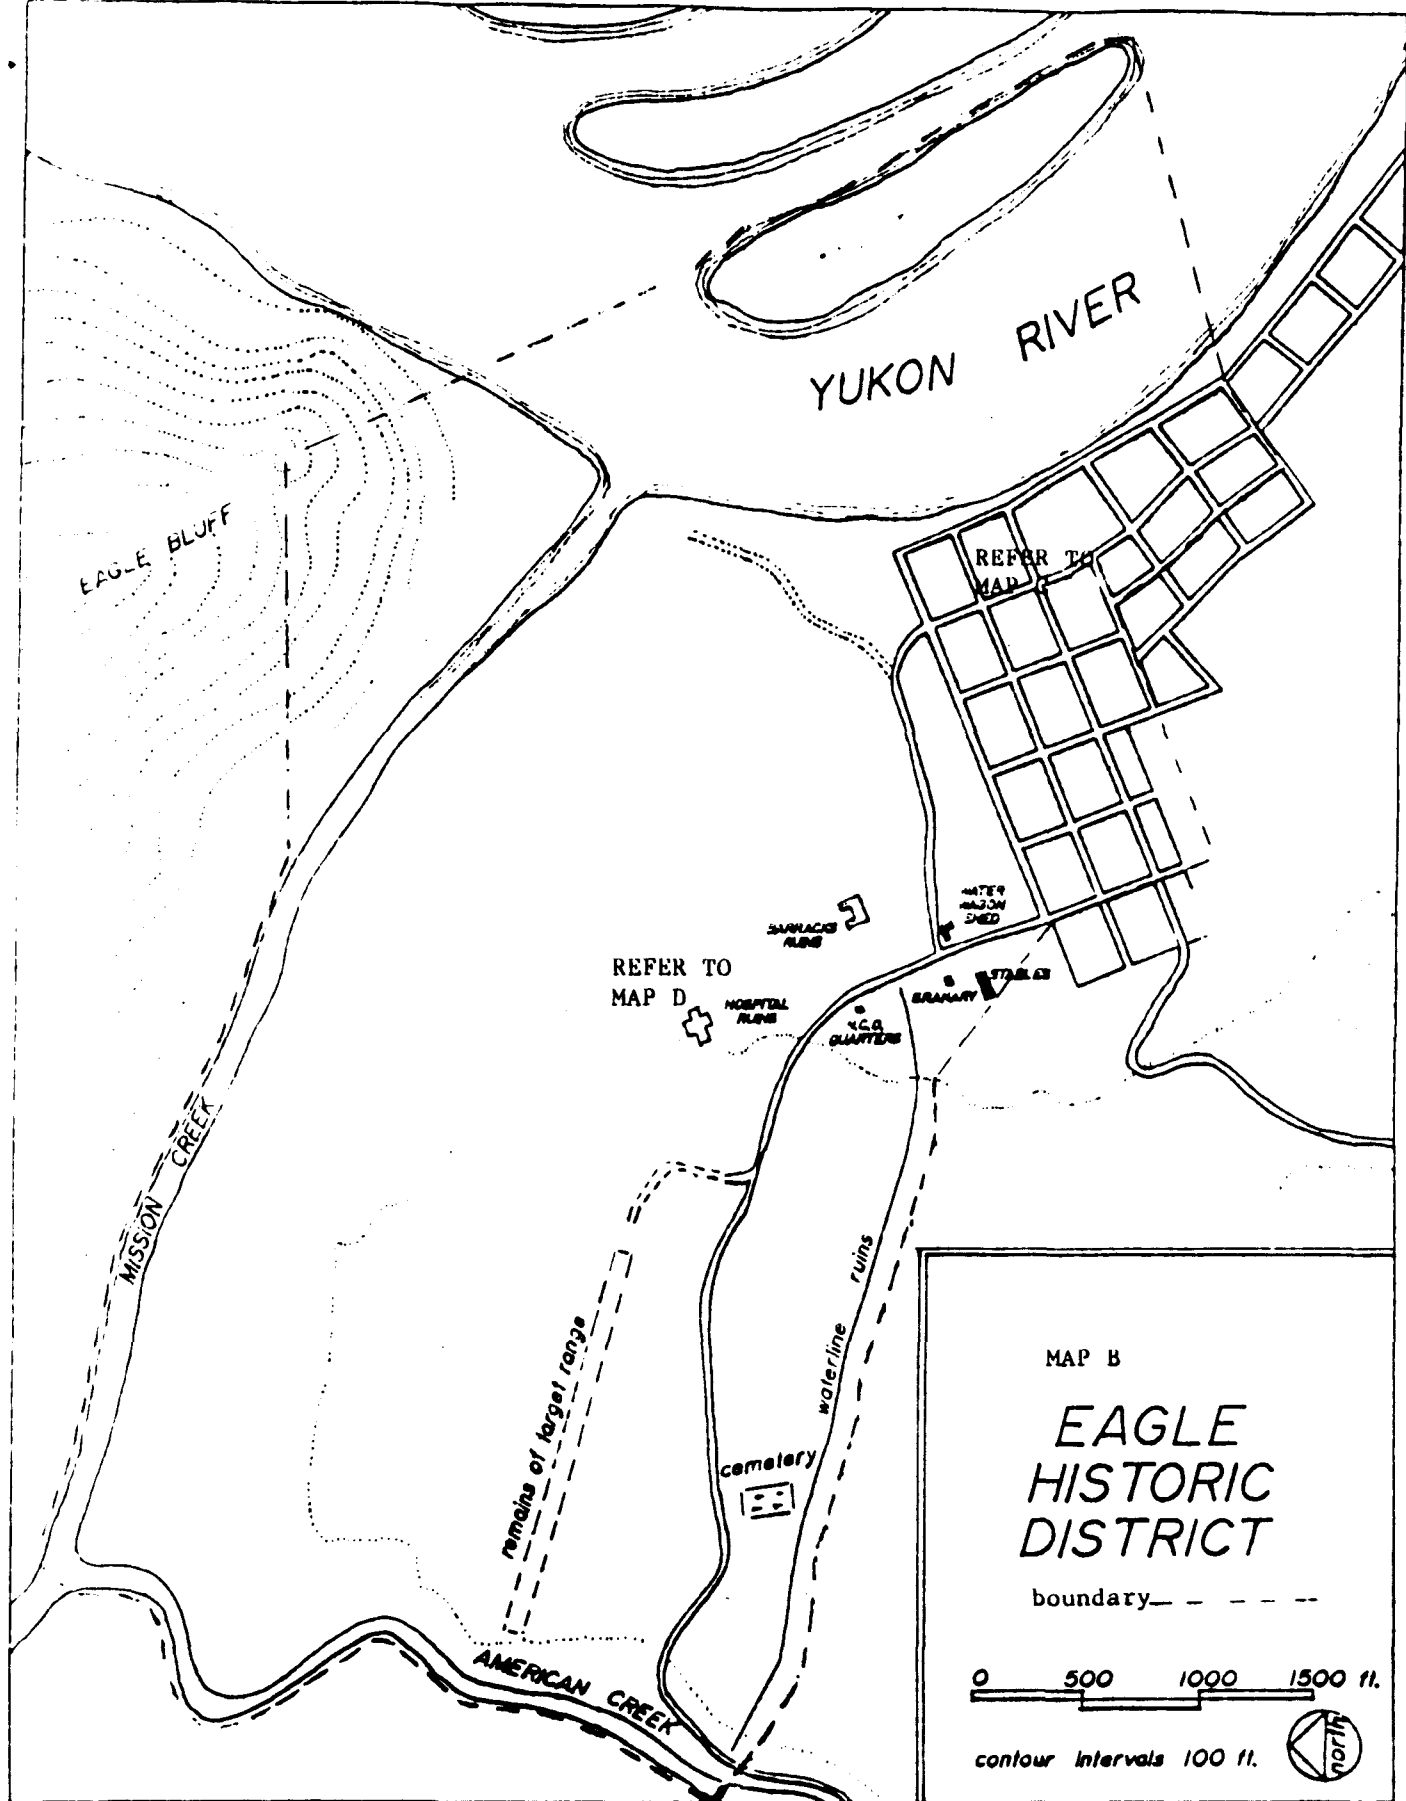 YUKON RIVER
EAGLE BLUFF
REFER TO
MAP C
WATER
WAGON
SHED
BARRACKS
RUINS
REFER TO
MAP D
HOSPITAL
RUINS
STABLES
GRANARY
N.C.O.
QUARTERS
MISSION CREEK
waterline ruins
remains of target range
cemetery
AMERICAN CREEK
MAP B
EAGLE
HISTORIC
DISTRICT
boundary
0 500 1000 1500 ft.
contour intervals 100 ft.
north